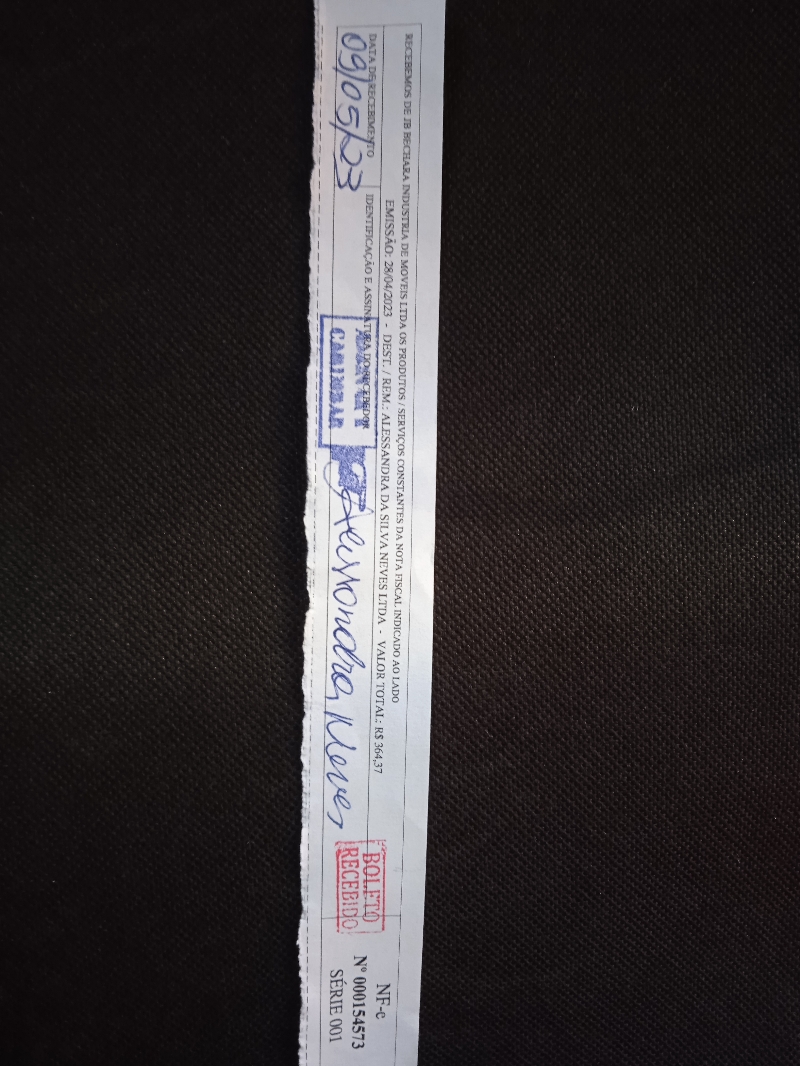 RECEBEMOS DE JB BECHARA INDUSTRIA DE MOVEIS LTDA OS PRODUTOS / SERVIÇOS CONSTANTES DA NOTA FISCAL INDICADO AO LADO
EMISSÃO: 28/04/2023 - DEST. / REM.: ALESSANDRA DA SILVA NEVES LTDA - VALOR TOTAL: R$ 364,37
DATA DE RECEBIMENTO
09/05/23
IDENTIFICAÇÃO E ASSINATURA DO RECEBEDOR
CARIMBAR
Alessandra Neves
BOLETO
RECEBIDO
NF-e
Nº 000154573
SÉRIE 001